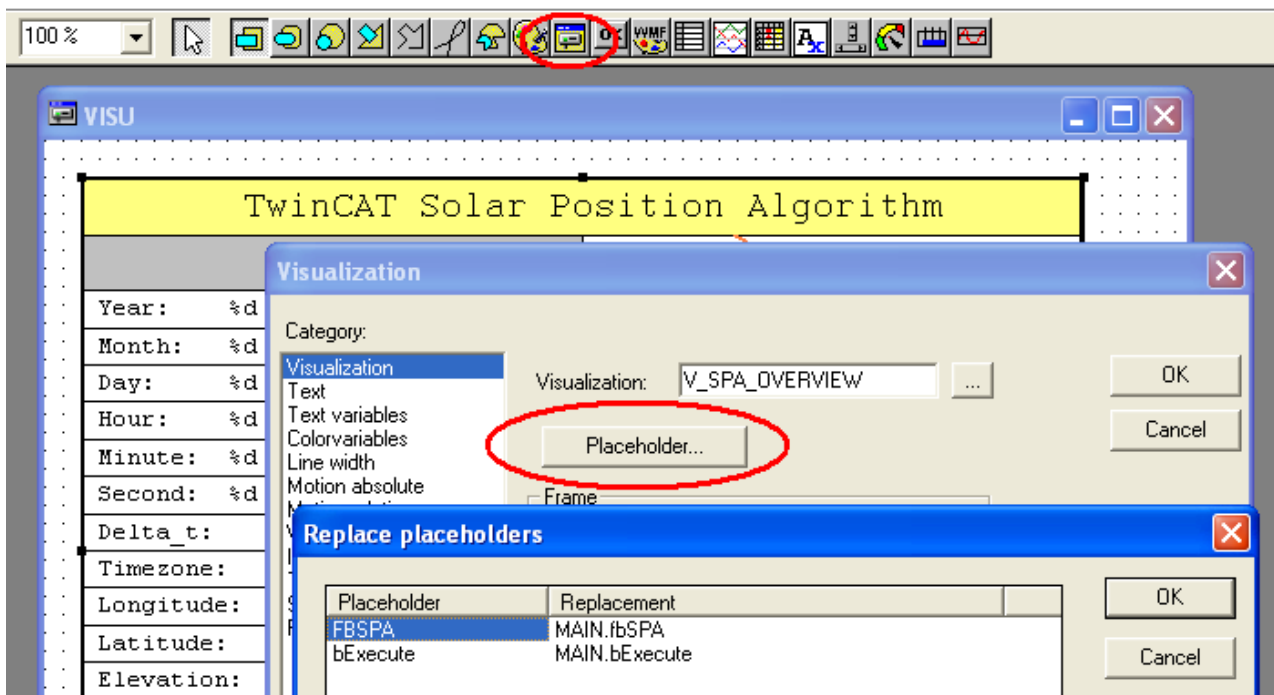 100 %
VISU
TwinCAT Solar Position Algorithm
Visualization
Year: %d
Category:
Month: %d
Visualization
Visualization: V_SPA_OVERVIEW ... OK
Day: %d
Text
Hour: %d
Text variables
Placeholder... Cancel
Colorvariables
Minute: %d
Line width
Second: %d
Motion absolute
Frame
Delta_t:
Replace placeholders
Timezone:
Longitude:
Placeholder Replacement OK
FBSPA MAIN.fbSPA
Latitude:
bExecute MAIN.bExecute Cancel
Elevation: